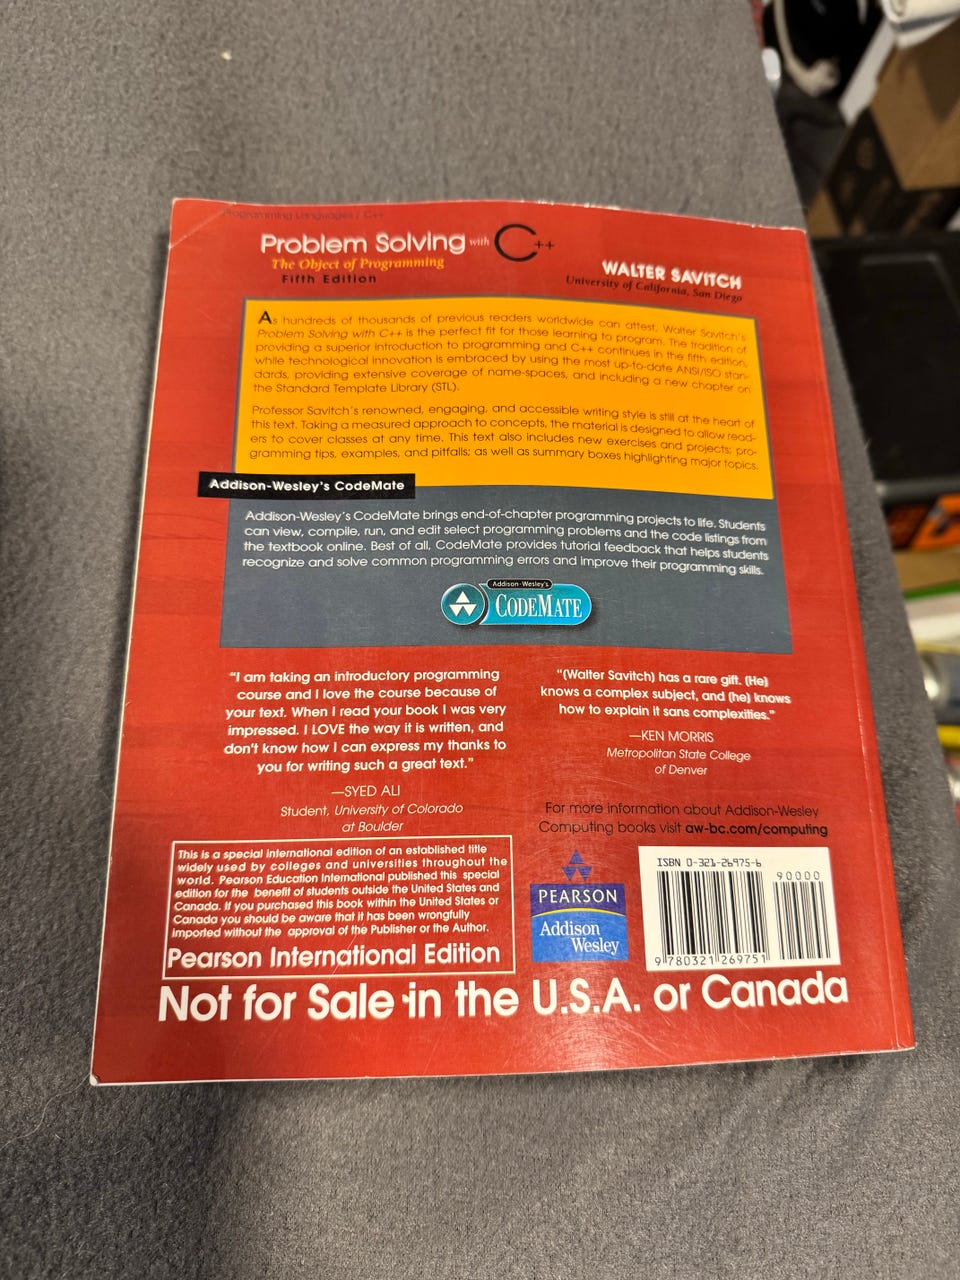 Programming Languages / C++
Problem Solving with C++
The Object of Programming
Fifth Edition
WALTER SAVITCH
University of California, San Diego
As hundreds of thousands of previous readers worldwide can attest, Walter Savitch's
Problem Solving with C++ is the perfect fit for those learning to program. The tradition of
providing a superior introduction to programming and C++ continues in the fifth edition,
while technological innovation is embraced by using the most up-to-date ANSI/ISO stan-
dards, providing extensive coverage of name-spaces, and including a new chapter on
the Standard Template Library (STL).
Professor Savitch's renowned, engaging, and accessible writing style is still at the heart of
this text. Taking a measured approach to concepts, the material is designed to allow read-
ers to cover classes at any time. This text also includes new exercises and projects; pro-
gramming tips, examples, and pitfalls; as well as summary boxes highlighting major topics.
Addison-Wesley's CodeMate
Addison-Wesley's CodeMate brings end-of-chapter programming projects to life. Students
can view, compile, run, and edit select programming problems and the code listings from
the textbook online. Best of all, CodeMate provides tutorial feedback that helps students
recognize and solve common programming errors and improve their programming skills.
Addison-Wesley's
CODEMATE
"I am taking an introductory programming
course and I love the course because of
your text. When I read your book I was very
impressed. I LOVE the way it is written, and
don't know how I can express my thanks to
you for writing such a great text."
—SYED ALI
Student, University of Colorado
at Boulder
"(Walter Savitch) has a rare gift. (He)
knows a complex subject, and (he) knows
how to explain it sans complexities."
—KEN MORRIS
Metropolitan State College
of Denver
For more information about Addison-Wesley
Computing books visit aw-bc.com/computing
This is a special international edition of an established title
widely used by colleges and universities throughout the
world. Pearson Education International published this special
edition for the benefit of students outside the United States and
Canada. If you purchased this book within the United States or
Canada you should be aware that it has been wrongfully
imported without the approval of the Publisher or the Author.
Pearson International Edition
PEARSON
Addison
Wesley
ISBN 0-321-26975-6
90000
9 780321 269751
Not for Sale in the U.S.A. or Canada